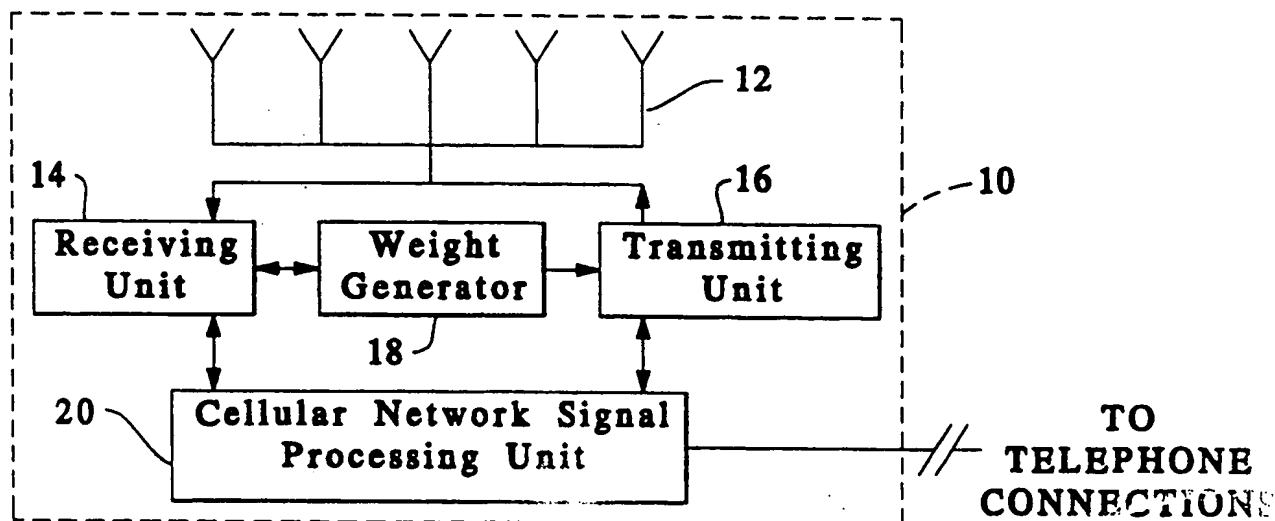 12
14
16
10
Receiving
Unit
Weight
Generator
Transmitting
Unit
18
20
Cellular Network Signal
Processing Unit
TO
TELEPHONE
CONNECTIONS